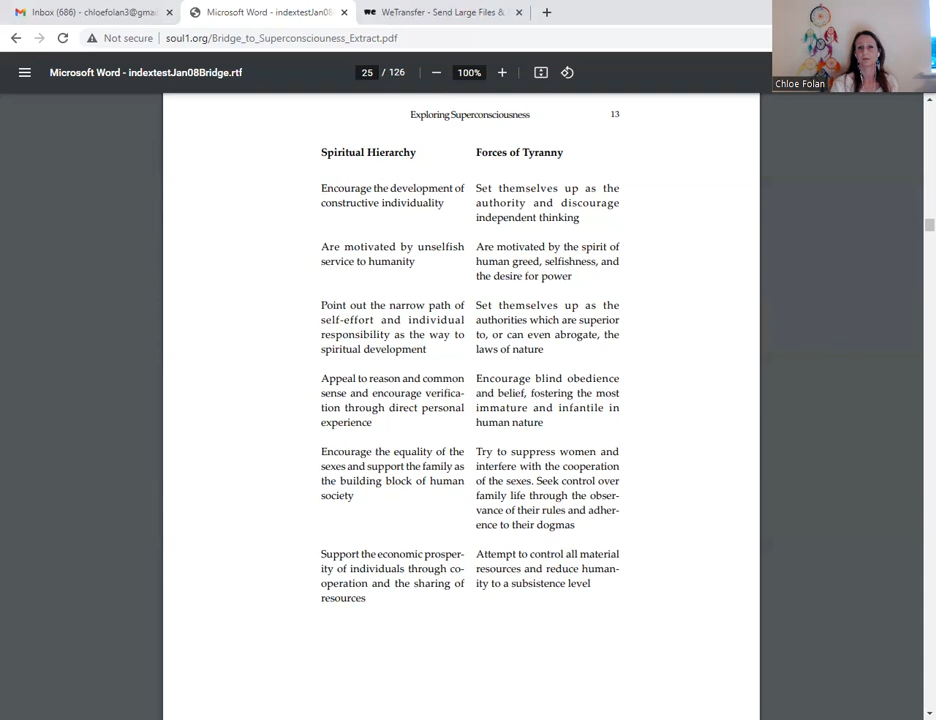 Inbox (686) - chloefolan3@gmai
Microsoft Word - indextestJan08
WeTransfer - Send Large Files &
Not secure
soul1.org/Bridge_to_Superconsciouness_Extract.pdf
Microsoft Word - indextestJan08Bridge.rtf
25 / 126
100%
Chloe Folan
Exploring Superconsciousness 13
Spiritual Hierarchy
Forces of Tyranny
Encourage the development of
constructive individuality
Set themselves up as the
authority and discourage
independent thinking
Are motivated by unselfish
service to humanity
Are motivated by the spirit of
human greed, selfishness, and
the desire for power
Point out the narrow path of
self-effort and individual
responsibility as the way to
spiritual development
Set themselves up as the
authorities which are superior
to, or can even abrogate, the
laws of nature
Appeal to reason and common
sense and encourage verifica-
tion through direct personal
experience
Encourage blind obedience
and belief, fostering the most
immature and infantile in
human nature
Encourage the equality of the
sexes and support the family as
the building block of human
society
Try to suppress women and
interfere with the cooperation
of the sexes. Seek control over
family life through the obser-
vance of their rules and adher-
ence to their dogmas
Support the economic prosper-
ity of individuals through co-
operation and the sharing of
resources
Attempt to control all material
resources and reduce human-
ity to a subsistence level